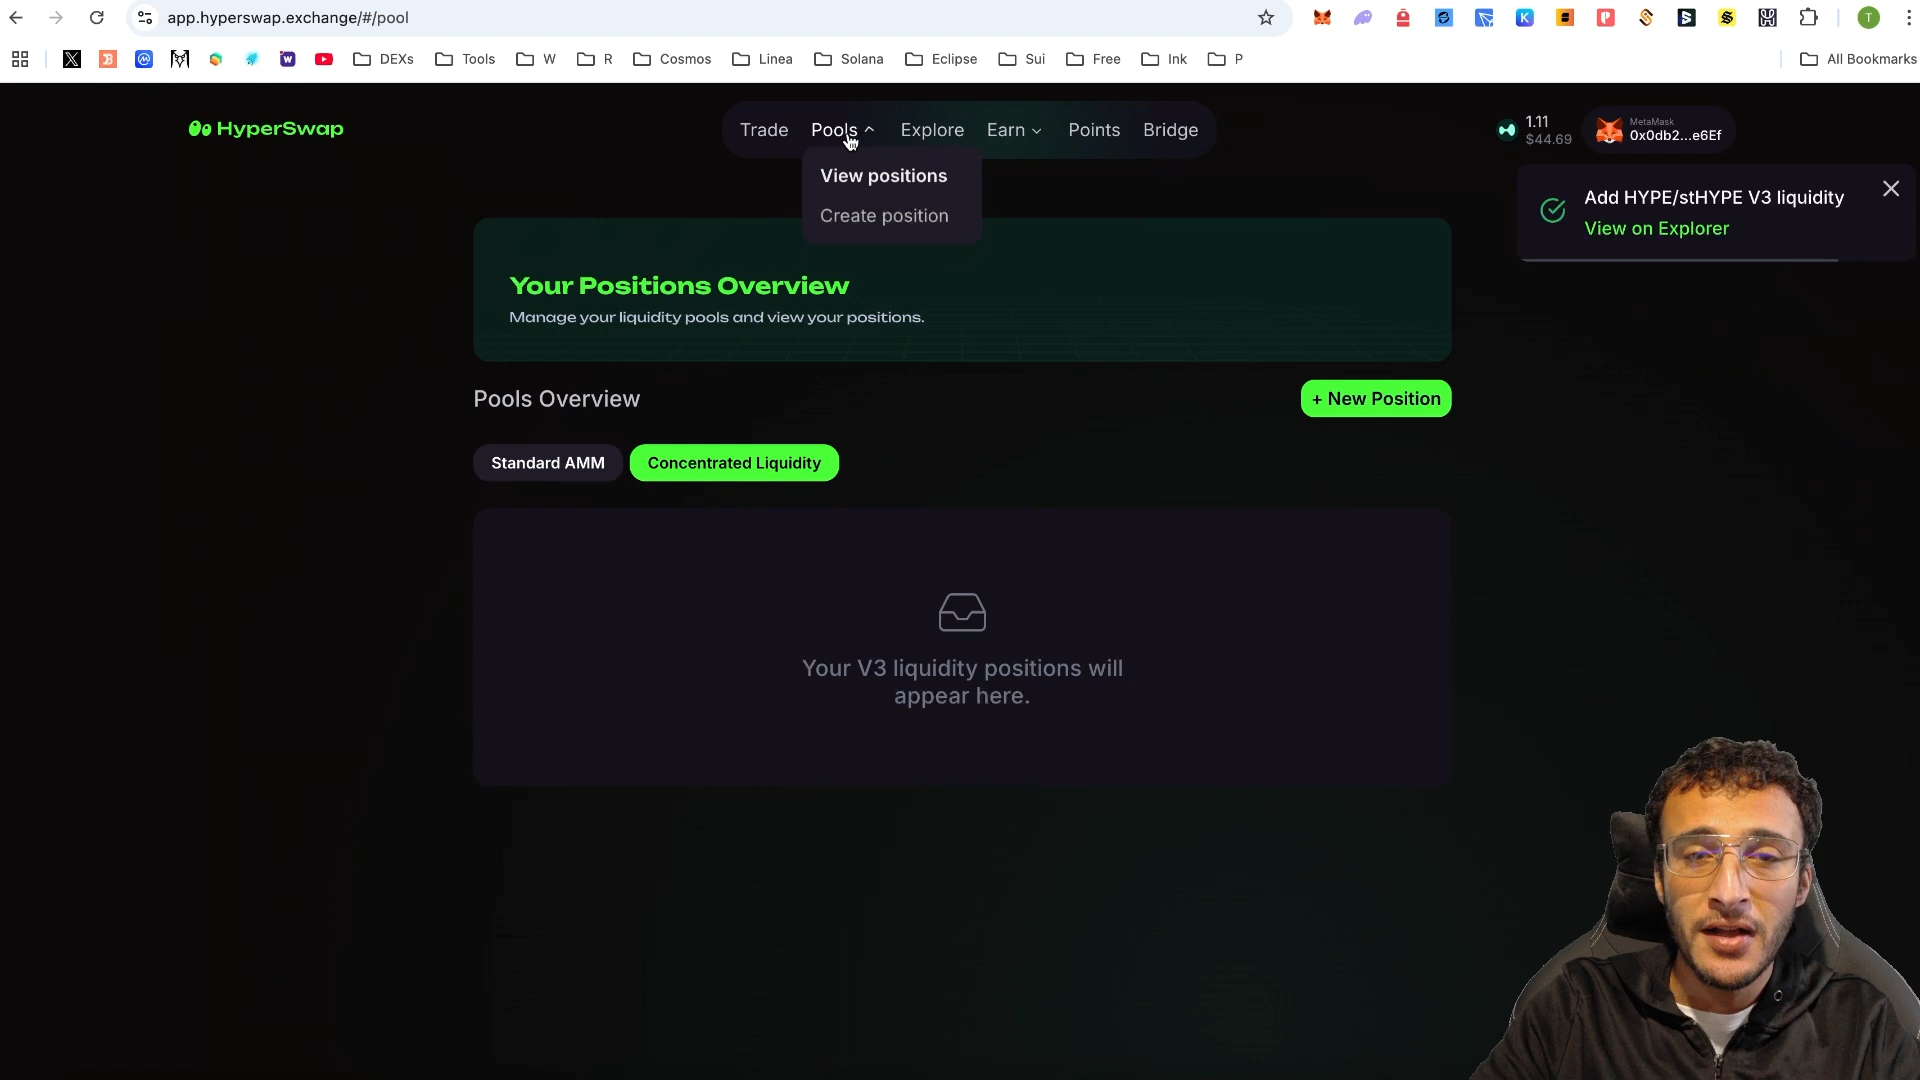 app.hyperswap.exchange/#/pool
T
DEXs
Tools
W
R
Cosmos
Linea
Solana
Eclipse
Sui
Free
Ink
P
All Bookmarks
HyperSwap
Trade
Pools
Explore
Earn
Points
Bridge
1.11
$44.69
MetaMask
0x0db2...e6Ef
View positions
Create position
Add HYPE/stHYPE V3 liquidity
View on Explorer
Your Positions Overview
Manage your liquidity pools and view your positions.
Pools Overview
+ New Position
Standard AMM
Concentrated Liquidity
Your V3 liquidity positions will
appear here.